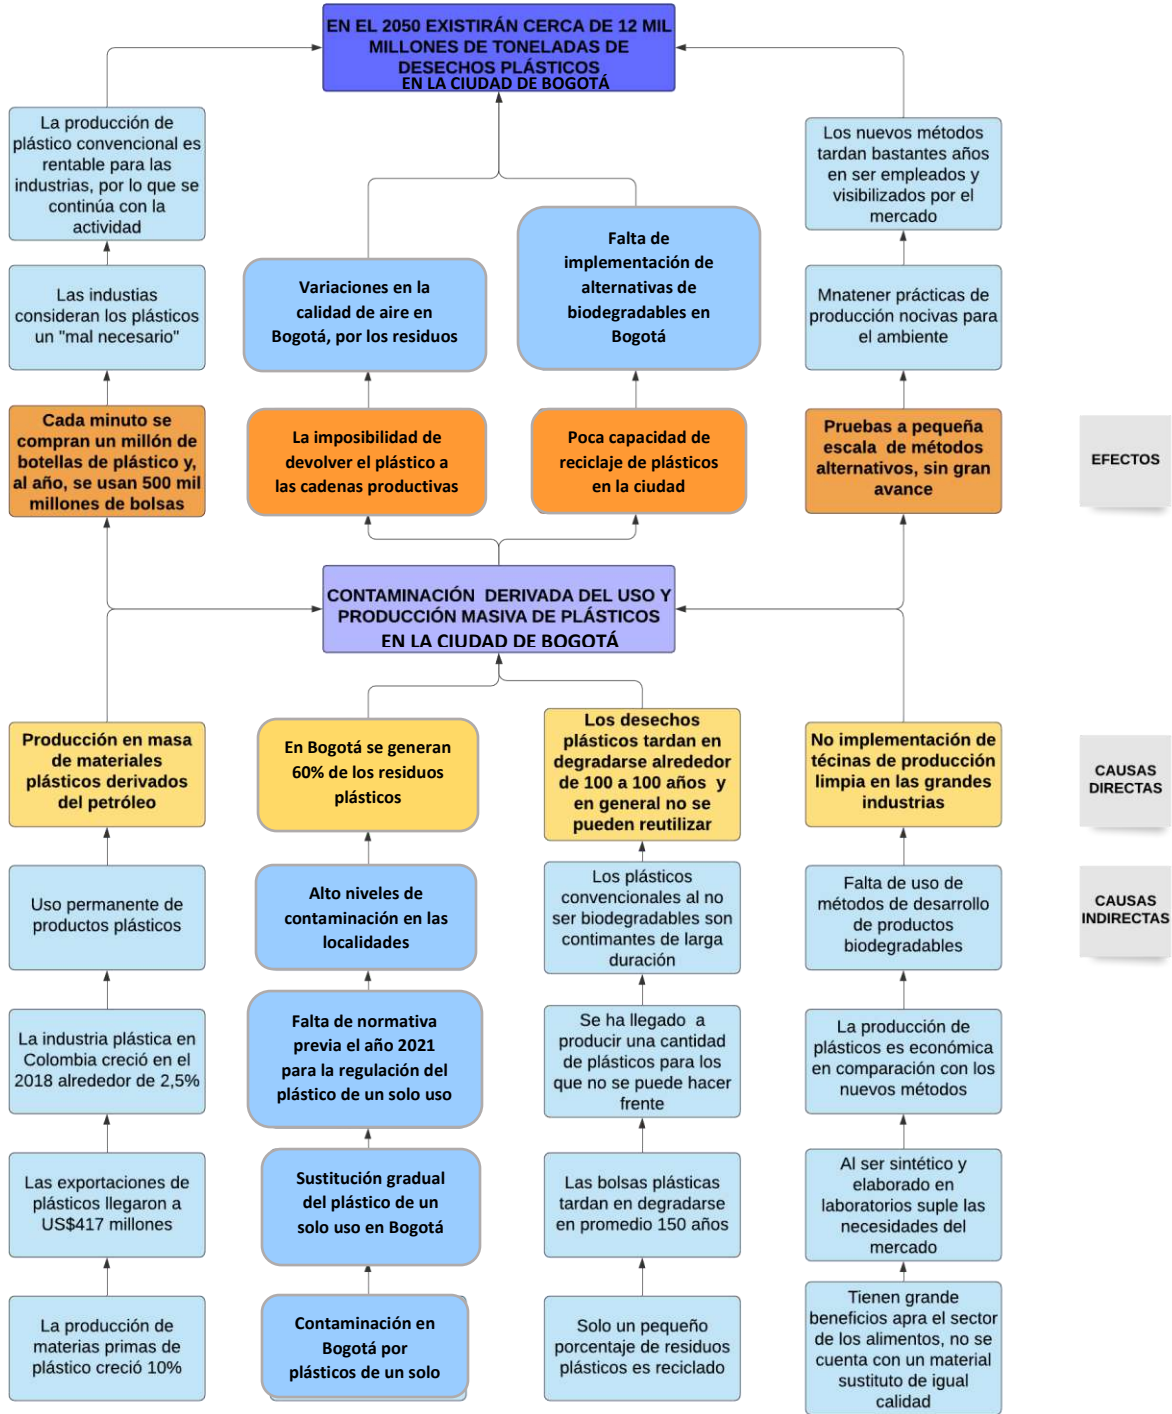 EN EL 2050 EXISTIRÁN CERCA DE 12 MIL
MILLONES DE TONELADAS DE
DESECHOS PLÁSTICOS
EN LA CIUDAD DE BOGOTÁ
La producción de
plástico convencional es
rentable para las
industrias, por lo que se
continúa con la
actividad
Los nuevos métodos
tardan bastantes años
en ser empleados y
visibilizados por el
mercado
Las industias
consideran los plásticos
un "mal necesario"
Variaciones en la
calidad de aire en
Bogotá, por los residuos
Falta de
implementación de
alternativas de
biodegradables en
Bogotá
Mnatener prácticas de
producción nocivas para
el ambiente
Cada minuto se
compran un millón de
botellas de plástico y,
al año, se usan 500 mil
millones de bolsas
La imposibilidad de
devolver el plástico a
las cadenas productivas
Poca capacidad de
reciclaje de plásticos
en la ciudad
Pruebas a pequeña
escala de métodos
alternativos, sin gran
avance
EFECTOS
CONTAMINACIÓN DERIVADA DEL USO Y
PRODUCCIÓN MASIVA DE PLÁSTICOS
EN LA CIUDAD DE BOGOTÁ
Producción en masa
de materiales
plásticos derivados
del petróleo
En Bogotá se generan
60% de los residuos
plásticos
Los desechos
plásticos tardan en
degradarse alrededor
de 100 a 100 años y
en general no se
pueden reutilizar
No implementación de
técinas de producción
limpia en las grandes
industrias
CAUSAS
DIRECTAS
Uso permanente de
productos plásticos
Alto niveles de
contaminación en las
localidades
Los plásticos
convencionales al no
ser biodegradables son
contimantes de larga
duración
Falta de uso de
métodos de desarrollo
de productos
biodegradables
CAUSAS
INDIRECTAS
La industria plástica en
Colombia creció en el
2018 alrededor de 2,5%
Falta de normativa
previa el año 2021
para la regulación del
plástico de un solo uso
Se ha llegado a
producir una cantidad
de plásticos para los
que no se puede hacer
frente
La producción de
plásticos es económica
en comparación con los
nuevos métodos
Las exportaciones de
plásticos llegaron a
US$417 millones
Sustitución gradual
del plástico de un
solo uso en Bogotá
Las bolsas plásticas
tardan en degradarse
en promedio 150 años
Al ser sintético y
elaborado en
laboratorios suple las
necesidades del
mercado
La producción de
materias primas de
plástico creció 10%
Contaminación en
Bogotá por
plásticos de un solo
Solo un pequeño
porcentaje de residuos
plásticos es reciclado
Tienen grande
beneficios apra el sector
de los alimentos, no se
cuenta con un material
sustituto de igual
calidad